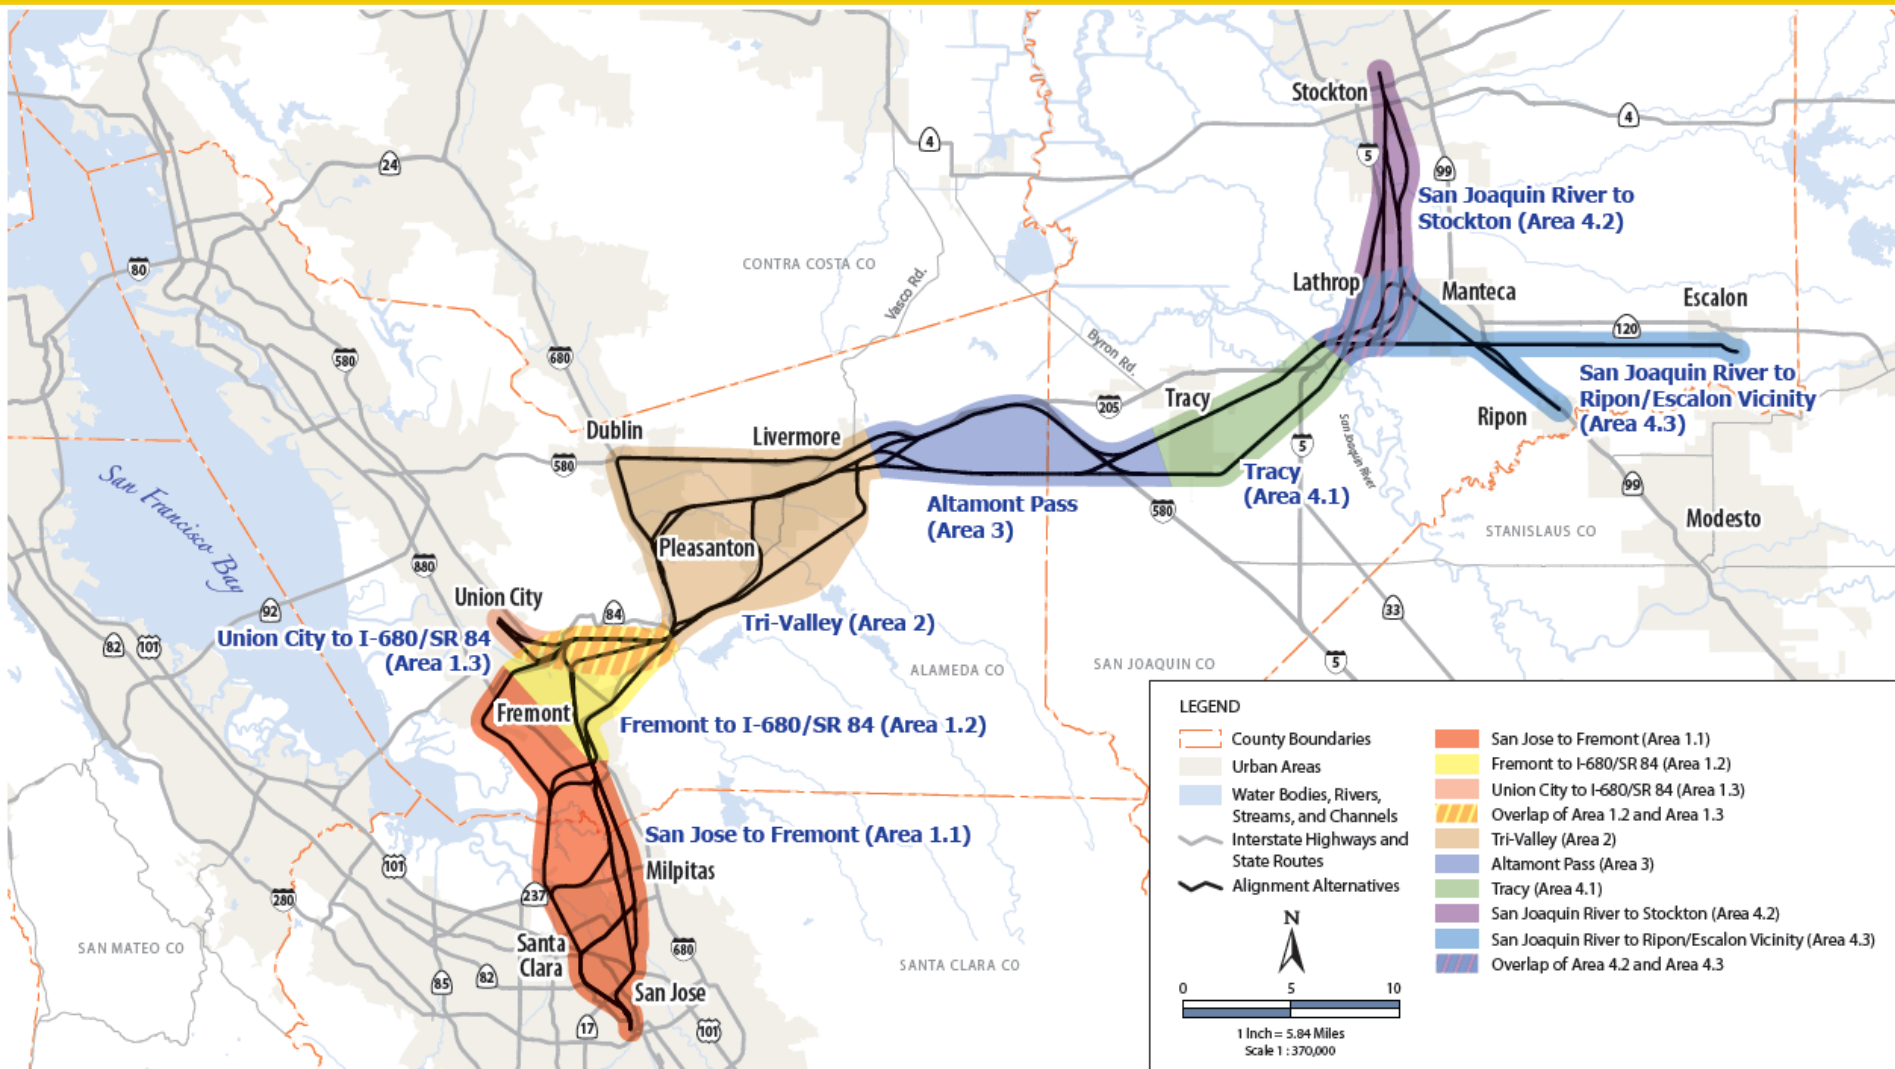 Stockton
4
4
24
5
99
San Joaquin River to
Stockton (Area 4.2)
80
CONTRA COSTA CO
Vasco Rd.
Lathrop
Manteca
Escalon
120
580
680
Byron Rd.
San Joaquin River to
Ripon/Escalon Vicinity
(Area 4.3)
205
Tracy
Ripon
Dublin
Livermore
580
5
San Joaquin River
Tracy
(Area 4.1)
99
Altamont Pass
(Area 3)
580
San Francisco Bay
Pleasanton
STANISLAUS CO
Modesto
880
Union City
84
92
33
82
101
Union City to I-680/SR 84
(Area 1.3)
Tri-Valley (Area 2)
ALAMEDA CO
SAN JOAQUIN CO
5
Fremont
Fremont to I-680/SR 84 (Area 1.2)
San Jose to Fremont (Area 1.1)
101
Milpitas
237
280
SAN MATEO CO
Santa
Clara
680
SANTA CLARA CO
85
82
San Jose
17
101
LEGEND
County Boundaries
Urban Areas
Water Bodies, Rivers,
Streams, and Channels
Interstate Highways and
State Routes
Alignment Alternatives
N
0 5 10
1 Inch = 5.84 Miles
Scale 1 : 370,000
San Jose to Fremont (Area 1.1)
Fremont to I-680/SR 84 (Area 1.2)
Union City to I-680/SR 84 (Area 1.3)
Overlap of Area 1.2 and Area 1.3
Tri-Valley (Area 2)
Altamont Pass (Area 3)
Tracy (Area 4.1)
San Joaquin River to Stockton (Area 4.2)
San Joaquin River to Ripon/Escalon Vicinity (Area 4.3)
Overlap of Area 4.2 and Area 4.3